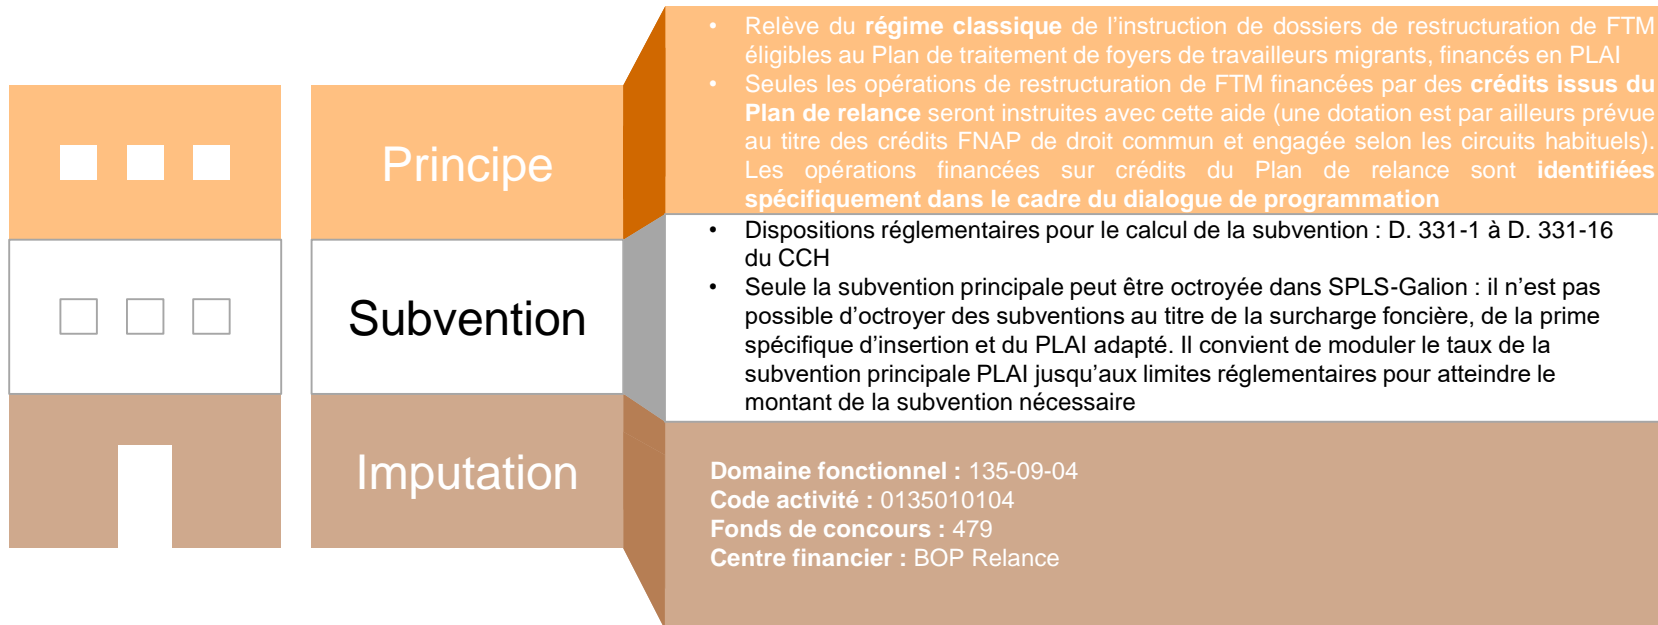 Principe
• Relève du régime classique de l'instruction de dossiers de restructuration de FTM
éligibles au Plan de traitement de foyers de travailleurs migrants, financés en PLAI
• Seules les opérations de restructuration de FTM financées par des crédits issus du
Plan de relance seront instruites avec cette aide (une dotation est par ailleurs prévue
au titre des crédits FNAP de droit commun et engagée selon les circuits habituels).
Les opérations financées sur crédits du Plan de relance sont identifiées
spécifiquement dans le cadre du dialogue de programmation
Subvention
• Dispositions réglementaires pour le calcul de la subvention : D. 331-1 à D. 331-16
du CCH
• Seule la subvention principale peut être octroyée dans SPLS-Galion : il n'est pas
possible d'octroyer des subventions au titre de la surcharge foncière, de la prime
spécifique d'insertion et du PLAI adapté. Il convient de moduler le taux de la
subvention principale PLAI jusqu'aux limites réglementaires pour atteindre le
montant de la subvention nécessaire
Imputation
Domaine fonctionnel : 135-09-04
Code activité : 0135010104
Fonds de concours : 479
Centre financier : BOP Relance